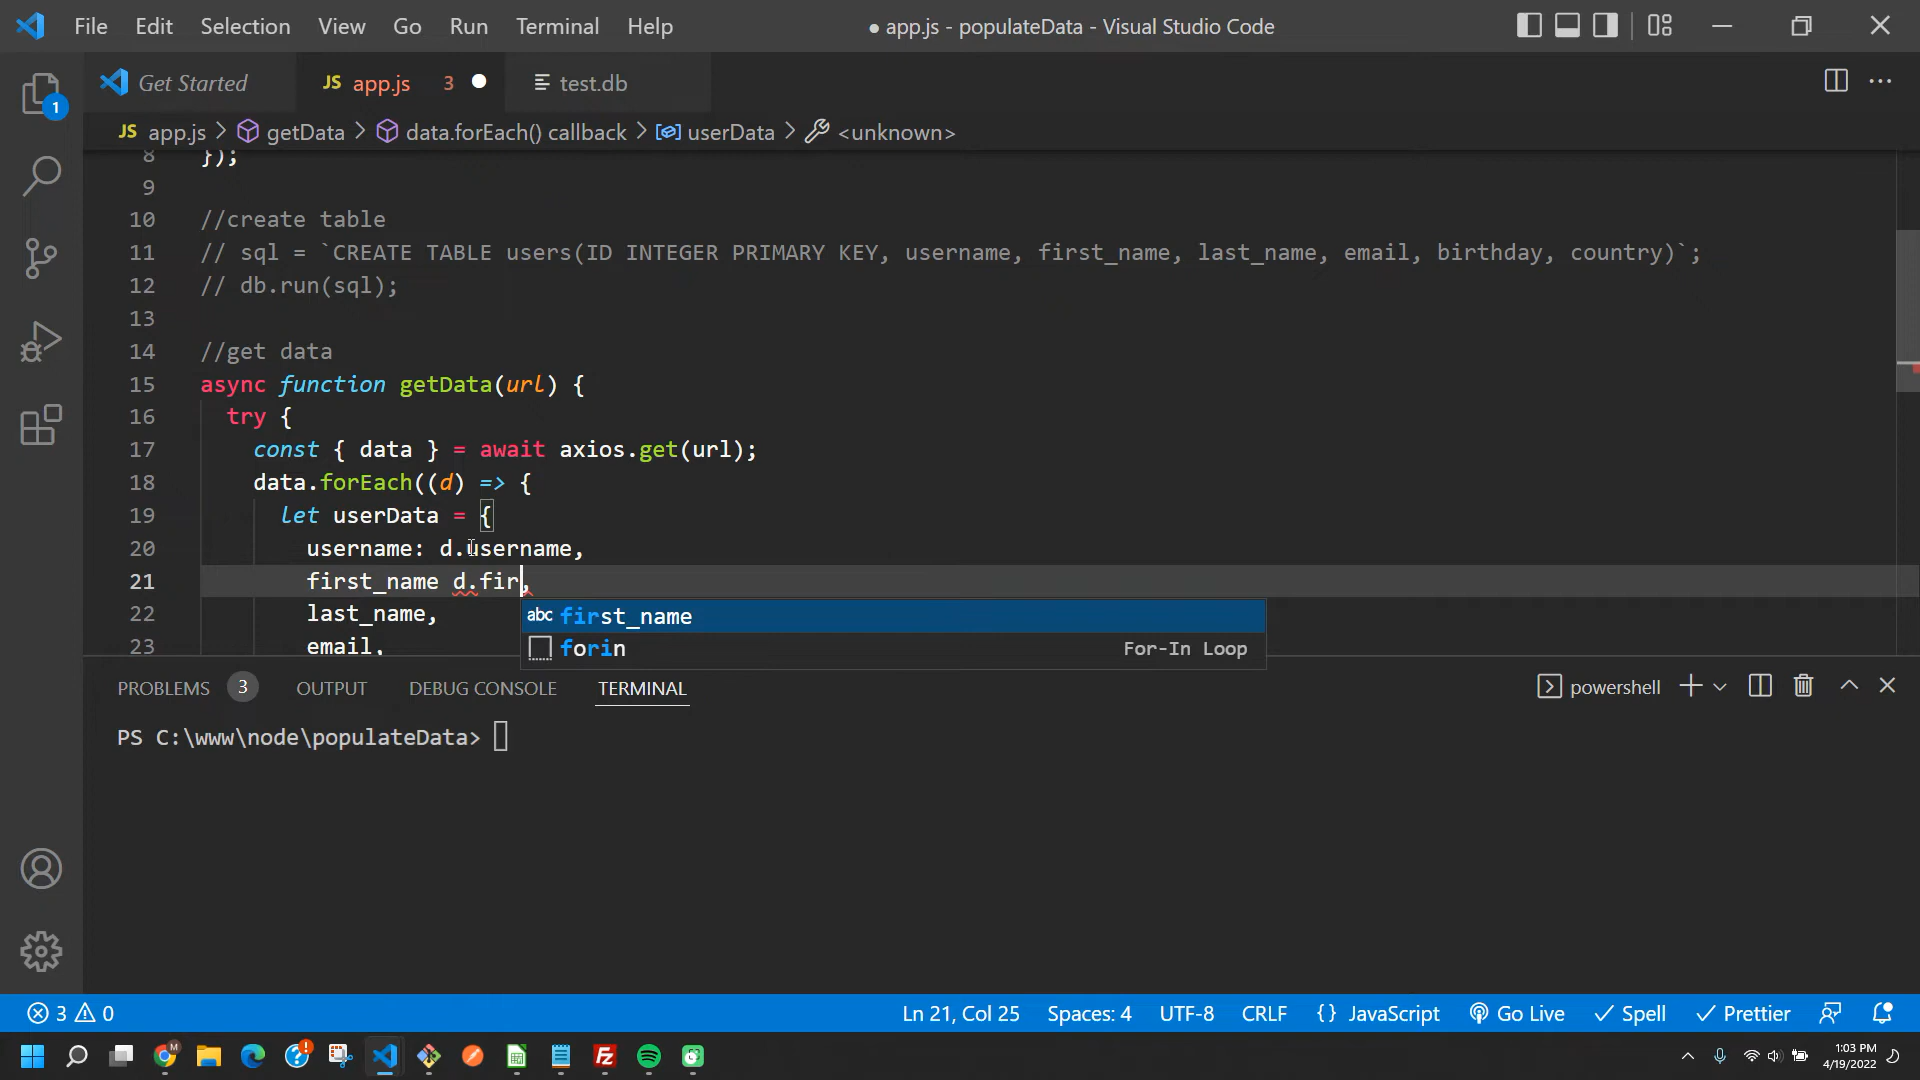 File Edit Selection View Go Run Terminal Help ● app.js - populateData - Visual Studio Code
Get Started JS app.js 3 ● test.db
JS app.js > getData > data.forEach() callback > userData > <unknown>
8 });
9
10 //create table
11 // sql = `CREATE TABLE users(ID INTEGER PRIMARY KEY, username, first_name, last_name, email, birthday, country)`;
12 // db.run(sql);
13
14 //get data
15 async function getData(url) {
16 try {
17 const { data } = await axios.get(url);
18 data.forEach((d) => {
19 let userData = {
20 username: d.username,
21 first_name d.fir,
22 last_name,
23 email,
abc first_name
forin For-In Loop
PROBLEMS 3 OUTPUT DEBUG CONSOLE TERMINAL powershell
PS C:\www\node\populateData>
3 0 Ln 21, Col 25 Spaces: 4 UTF-8 CRLF {} JavaScript Go Live Spell Prettier
1:03 PM
4/19/2022
1